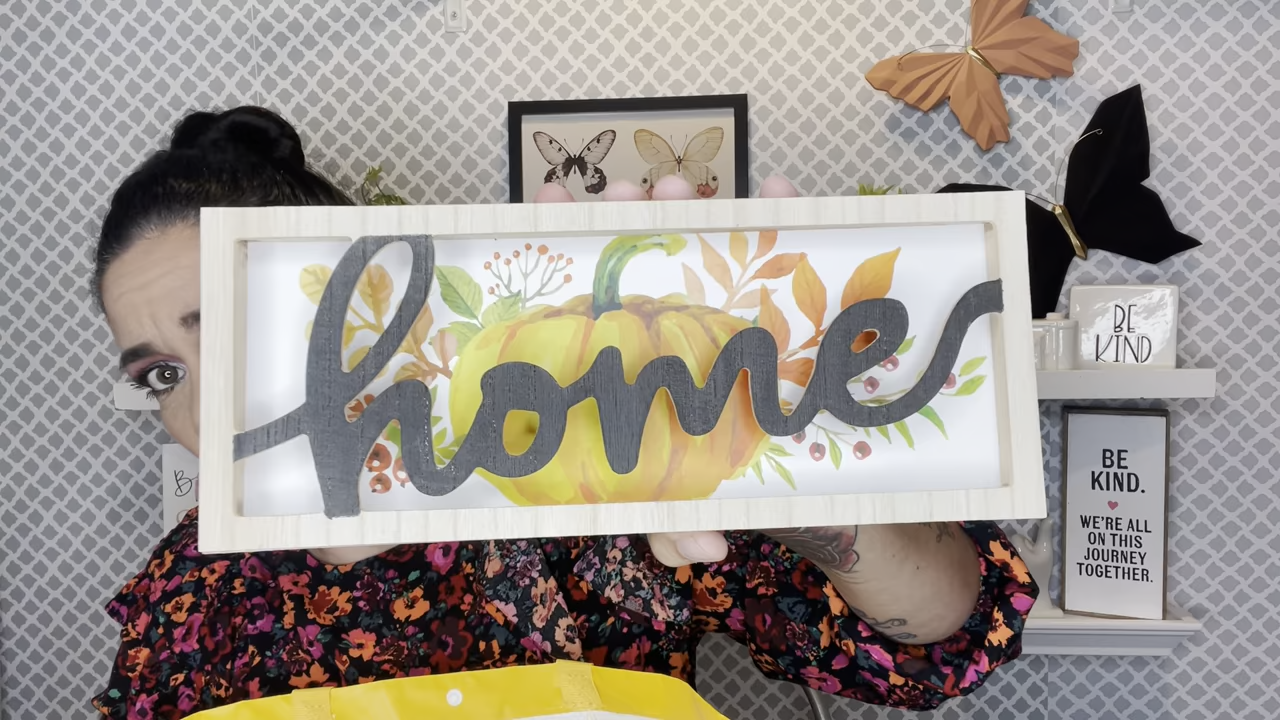 home
BE
KIND
BE
KIND.
WE'RE ALL
ON THIS
JOURNEY
TOGETHER.